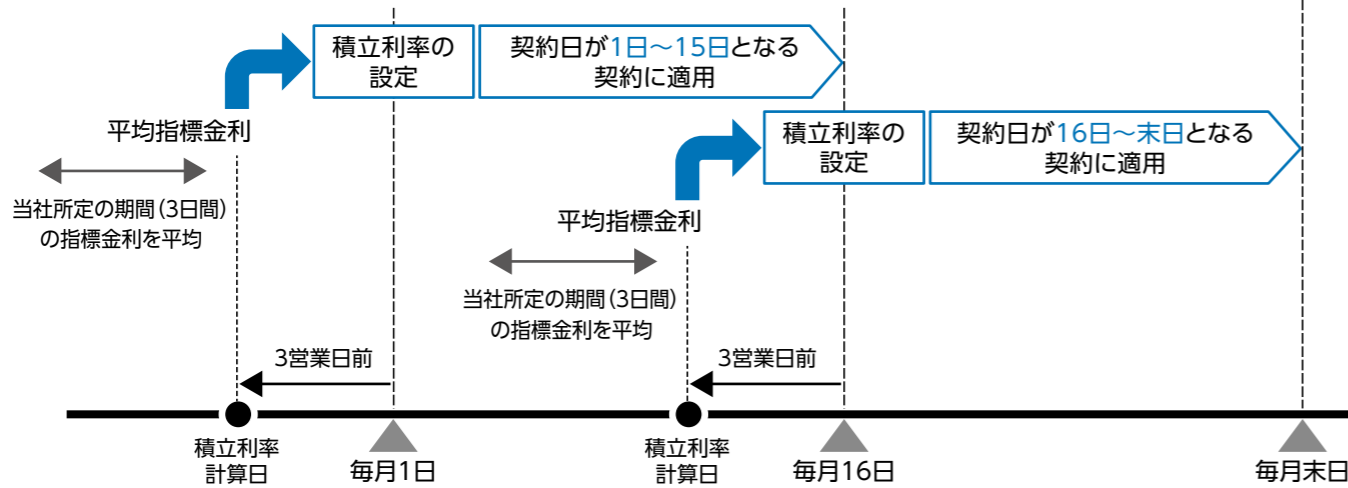 積立利率の
設定
契約日が1日～15日となる
契約に適用
平均指標金利
当社所定の期間(3日間)
の指標金利を平均
積立利率の
設定
契約日が16日～末日となる
契約に適用
平均指標金利
当社所定の期間(3日間)
の指標金利を平均
3営業日前
3営業日前
積立利率
計算日
毎月1日
積立利率
計算日
毎月16日
毎月末日